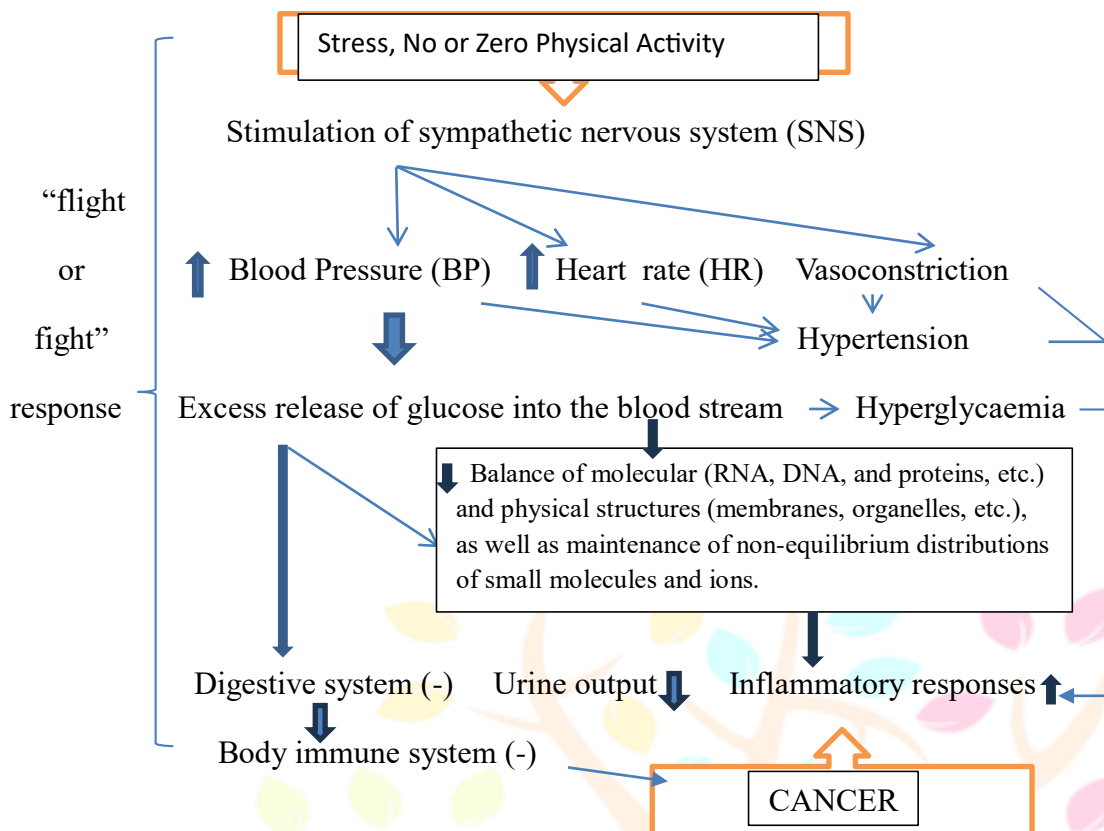 Stress, No or Zero Physical Activity
Stimulation of sympathetic nervous system (SNS)
“flight
or
fight”
response
Blood Pressure (BP)
Heart rate (HR)
Vasoconstriction
Hypertension
Excess release of glucose into the blood stream
Hyperglycaemia
Balance of molecular (RNA, DNA, and proteins, etc.)
and physical structures (membranes, organelles, etc.),
as well as maintenance of non-equilibrium distributions
of small molecules and ions.
Digestive system (-)
Urine output
Inflammatory responses
Body immune system (-)
CANCER